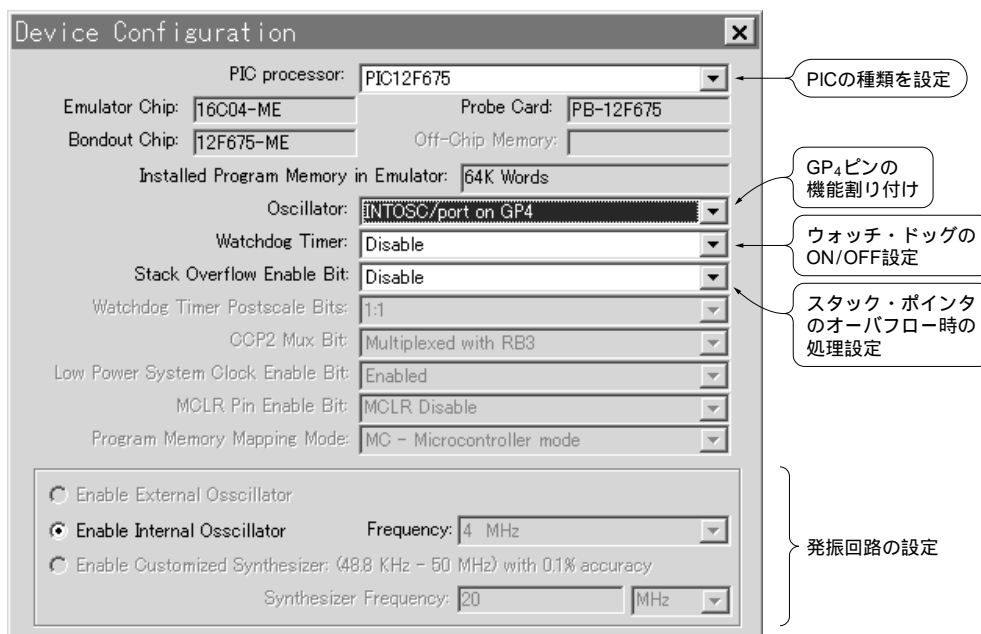 Device Configuration
PIC processor: PIC12F675
PICの種類を設定
Emulator Chip: 16C04-ME Probe Card: PB-12F675
Bondout Chip: 12F675-ME Off-Chip Memory:
Installed Program Memory in Emulator: 64K Words
GP4ピンの
機能割り付け
Oscillator: INTOSC/port on GP4
Watchdog Timer: Disable
ウォッチ・ドッグの
ON/OFF設定
Stack Overflow Enable Bit: Disable
スタック・ポインタ
のオーバフロー時の
処理設定
Watchdog Timer Postscale Bits: 1:1
CCP2 Mux Bit: Multiplexed with RB3
Low Power System Clock Enable Bit: Enabled
MCLR Pin Enable Bit: MCLR Disable
Program Memory Mapping Mode: MC - Microcontroller mode
Enable External Osscillator
Enable Internal Osscillator Frequency: 4 MHz
発振回路の設定
Enable Customized Synthesizer: (48.8 KHz - 50 MHz) with 0.1% accuracy
Synthesizer Frequency: 20 MHz